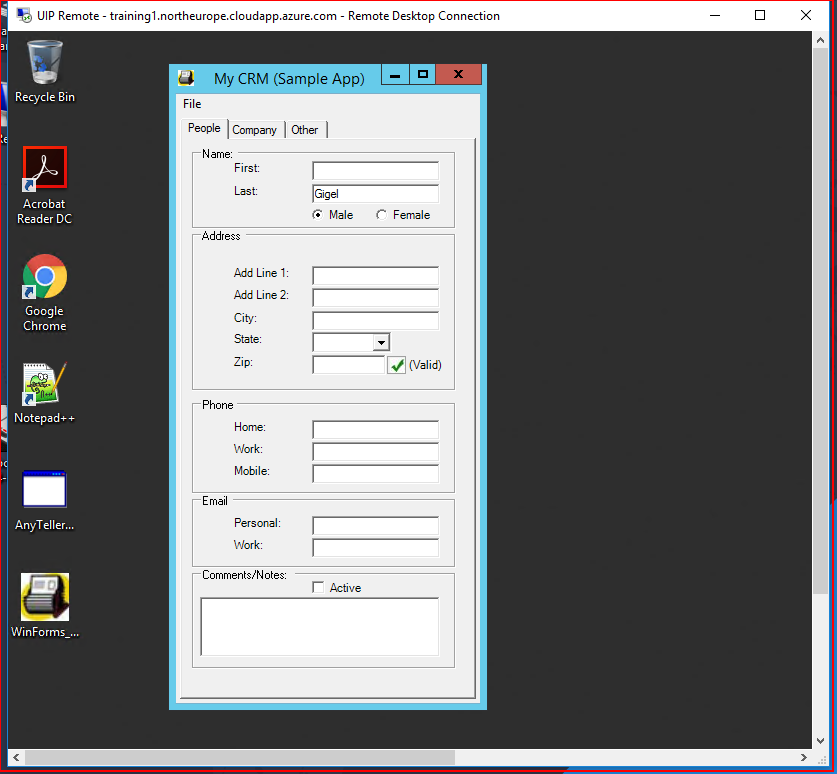 UIP Remote - training1.northeurope.cloudapp.azure.com - Remote Desktop Connection
Recycle Bin
Acrobat
Reader DC
Google
Chrome
Notepad++
AnyTeller...
WinForms_...
My CRM (Sample App)
File
People Company Other
Name:
First:
Last: Gigel
Male Female
Address
Add Line 1:
Add Line 2:
City:
State:
Zip: (Valid)
Phone
Home:
Work:
Mobile:
Email
Personal:
Work:
Comments/Notes:
Active